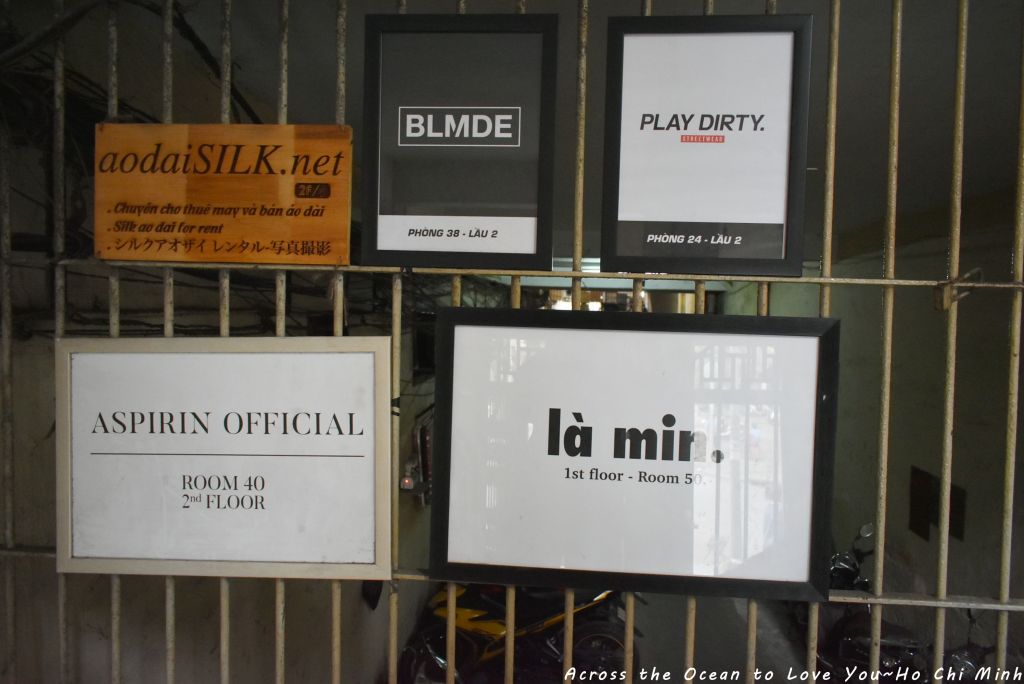 aodaiSILK.net
2F/
. Chuyên cho thuê may và bán áo dài
. Silk ao dai for rent
. シルクアオザイ レンタル-写真撮影
BLMDE
PHÒNG 38 - LẦU 2
PLAY DIRTY.
STREETWEAR
PHÒNG 24 - LẦU 2
ASPIRIN OFFICIAL
ROOM 40
2nd FLOOR
là min.
1st floor - Room 50.
Across the Ocean to Love You~Ho Chi Minh